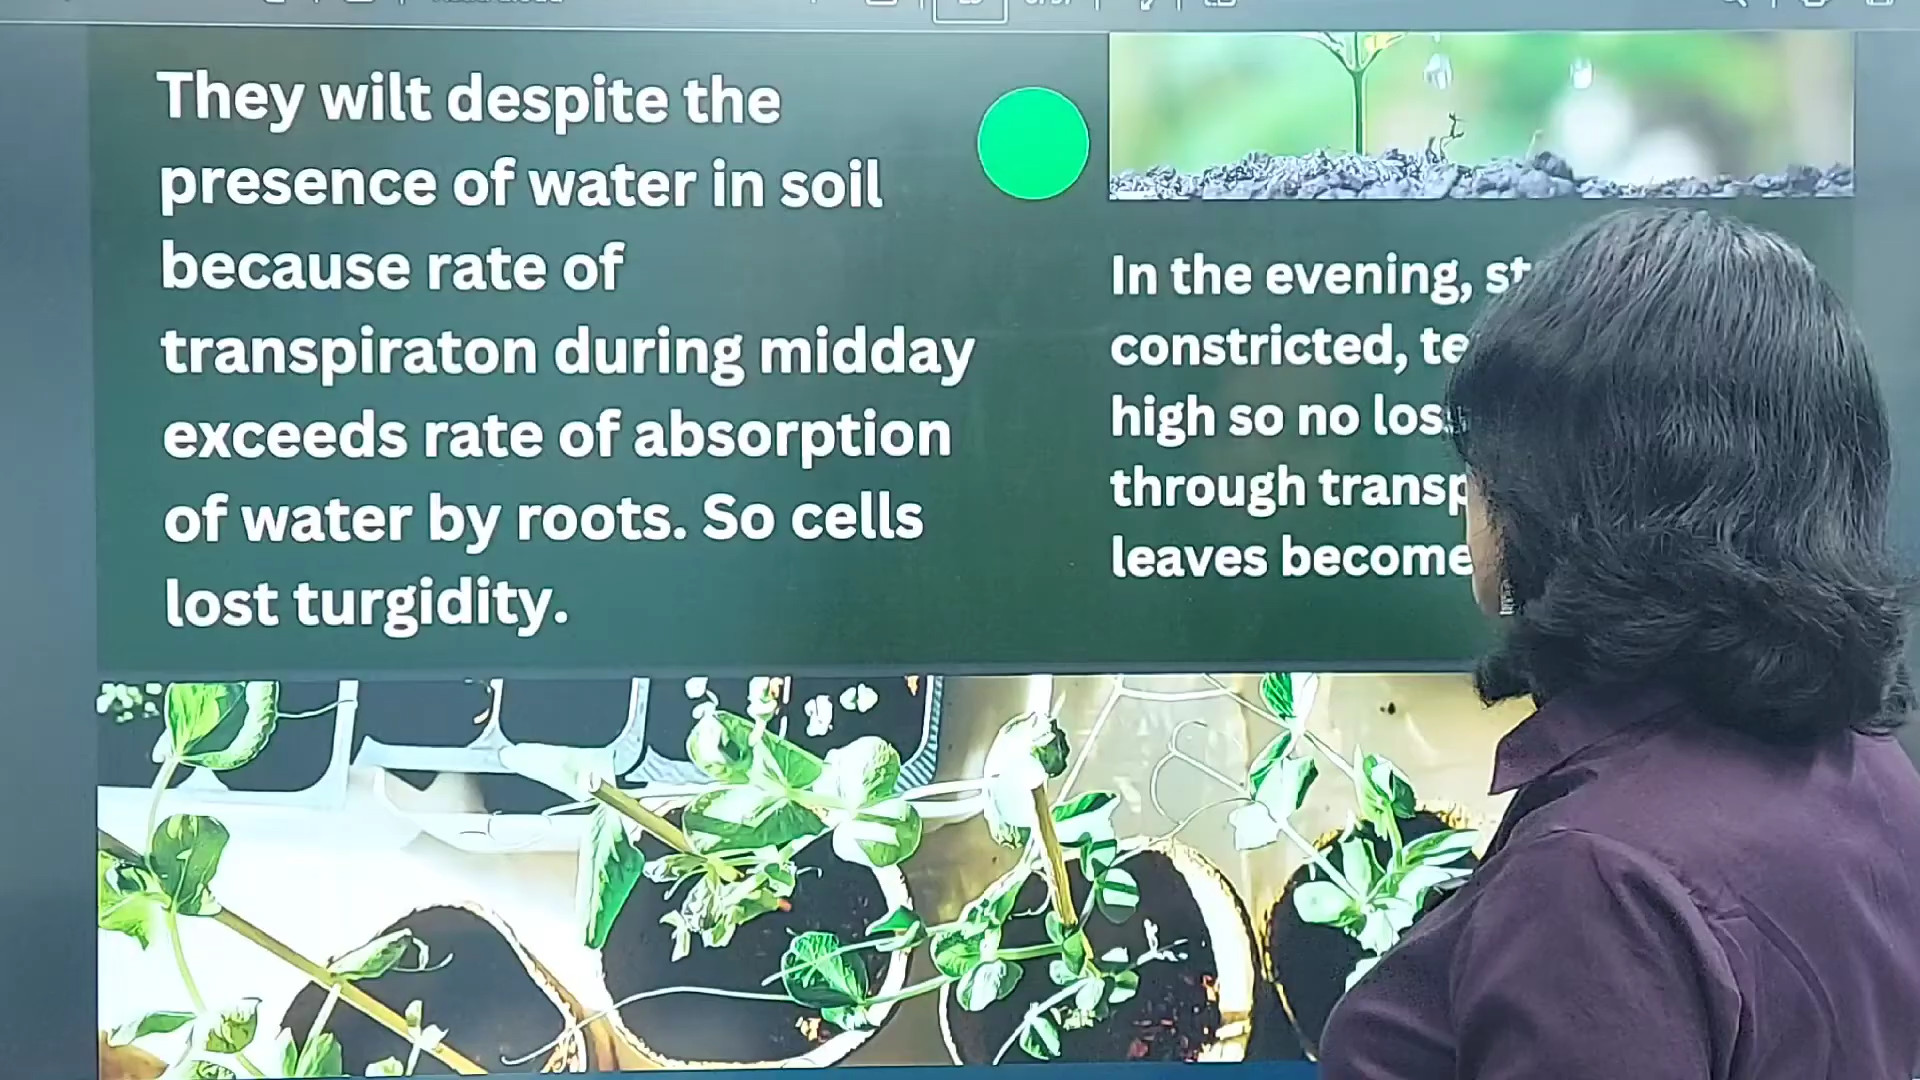 They wilt despite the
presence of water in soil
because rate of
transpiraton during midday
exceeds rate of absorption
of water by roots. So cells
lost turgidity.
In the evening,
constricted,
high so no
through
leaves become